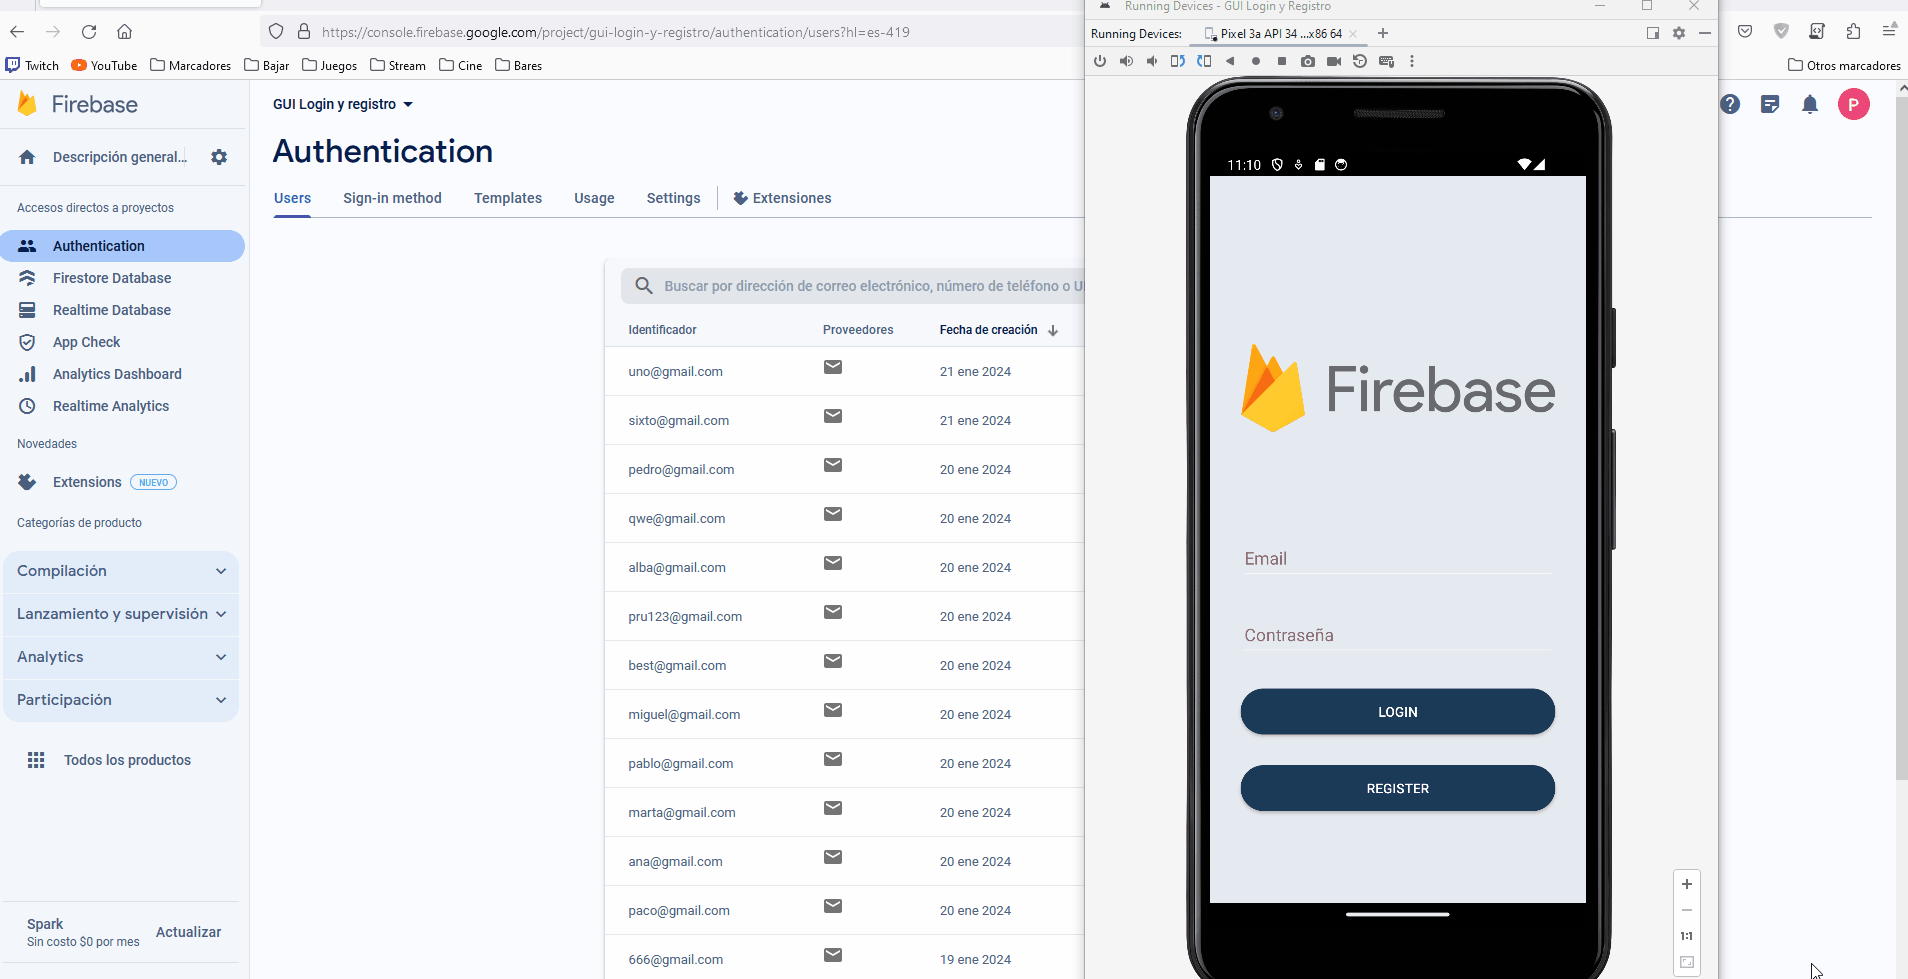 Running Devices - GUI Login y Registro
https://console.firebase.google.com/project/gui-login-y-registro/authentication/users?hl=es-419
Running Devices: Pixel 3a API 34 ...x86 64
Twitch YouTube Marcadores Bajar Juegos Stream Cine Bares
Otros marcadores
Firebase
Descripción general...
Accesos directos a proyectos
Authentication
Firestore Database
Realtime Database
App Check
Analytics Dashboard
Realtime Analytics
Novedades
Extensions NUEVO
Categorías de producto
Compilación
Lanzamiento y supervisión
Analytics
Participación
Todos los productos
Spark
Sin costo $0 por mes
Actualizar
GUI Login y registro
P
Authentication
Users Sign-in method Templates Usage Settings Extensiones
Buscar por dirección de correo electrónico, número de teléfono o U
Identificador Proveedores Fecha de creación
uno@gmail.com 21 ene 2024
sixto@gmail.com 21 ene 2024
pedro@gmail.com 20 ene 2024
qwe@gmail.com 20 ene 2024
alba@gmail.com 20 ene 2024
pru123@gmail.com 20 ene 2024
best@gmail.com 20 ene 2024
miguel@gmail.com 20 ene 2024
pablo@gmail.com 20 ene 2024
marta@gmail.com 20 ene 2024
ana@gmail.com 20 ene 2024
paco@gmail.com 20 ene 2024
666@gmail.com 19 ene 2024
11:10
Firebase
Email
Contraseña
LOGIN
REGISTER
1:1